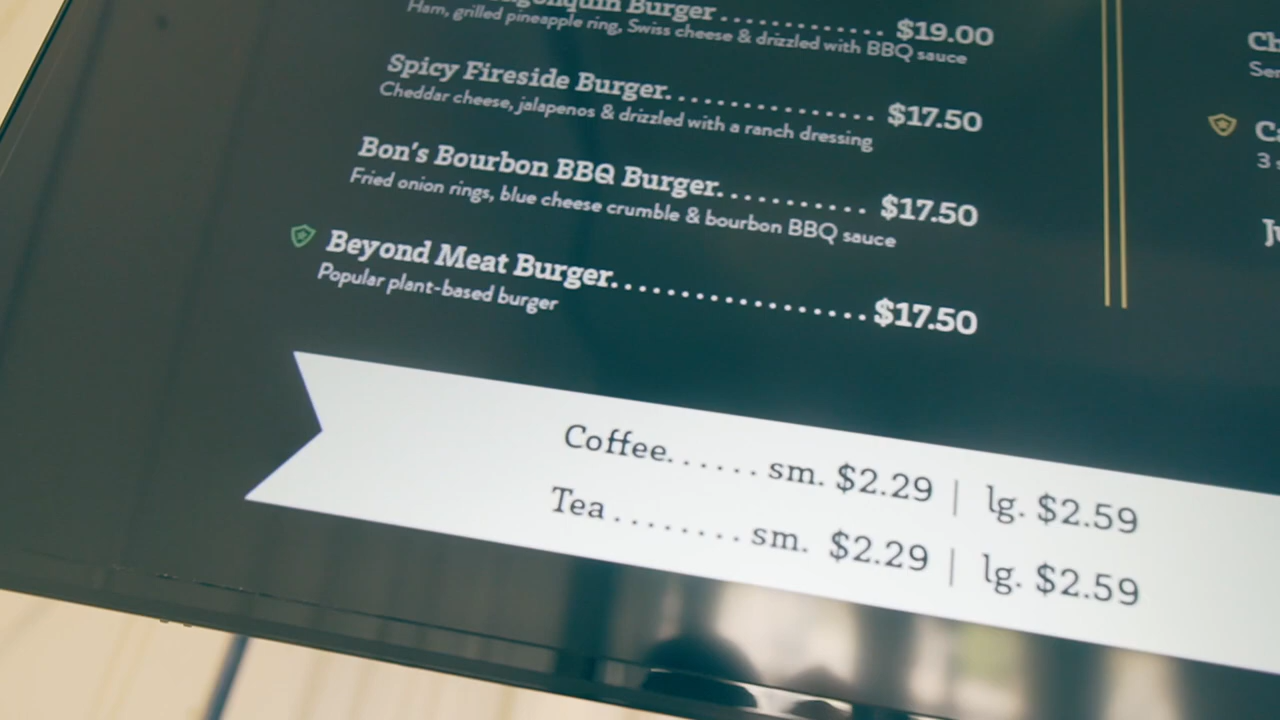 Burger.............. $19.00
Ham, grilled pineapple ring, Swiss cheese & drizzled with BBQ sauce
Spicy Fireside Burger.................. $17.50
Cheddar cheese, jalapenos & drizzled with a ranch dressing
Bon's Bourbon BBQ Burger........... $17.50
Fried onion rings, blue cheese crumble & bourbon BBQ sauce
Beyond Meat Burger................... $17.50
Popular plant-based burger
Coffee...... sm. $2.29 | lg. $2.59
Tea........ sm. $2.29 | lg. $2.59